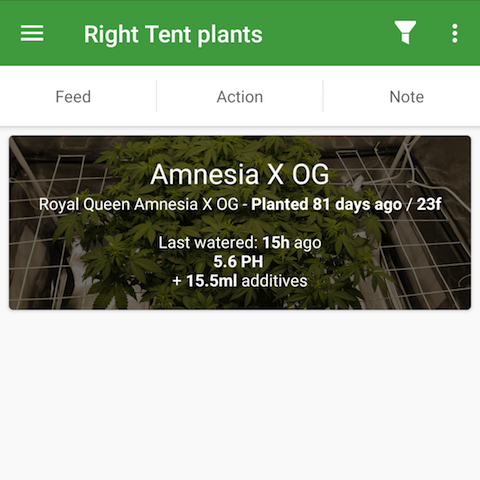 Right Tent plants
Feed Action Note
Amnesia X OG
Royal Queen Amnesia X OG - Planted 81 days ago / 23f
Last watered: 15h ago
5.6 PH
+ 15.5ml additives